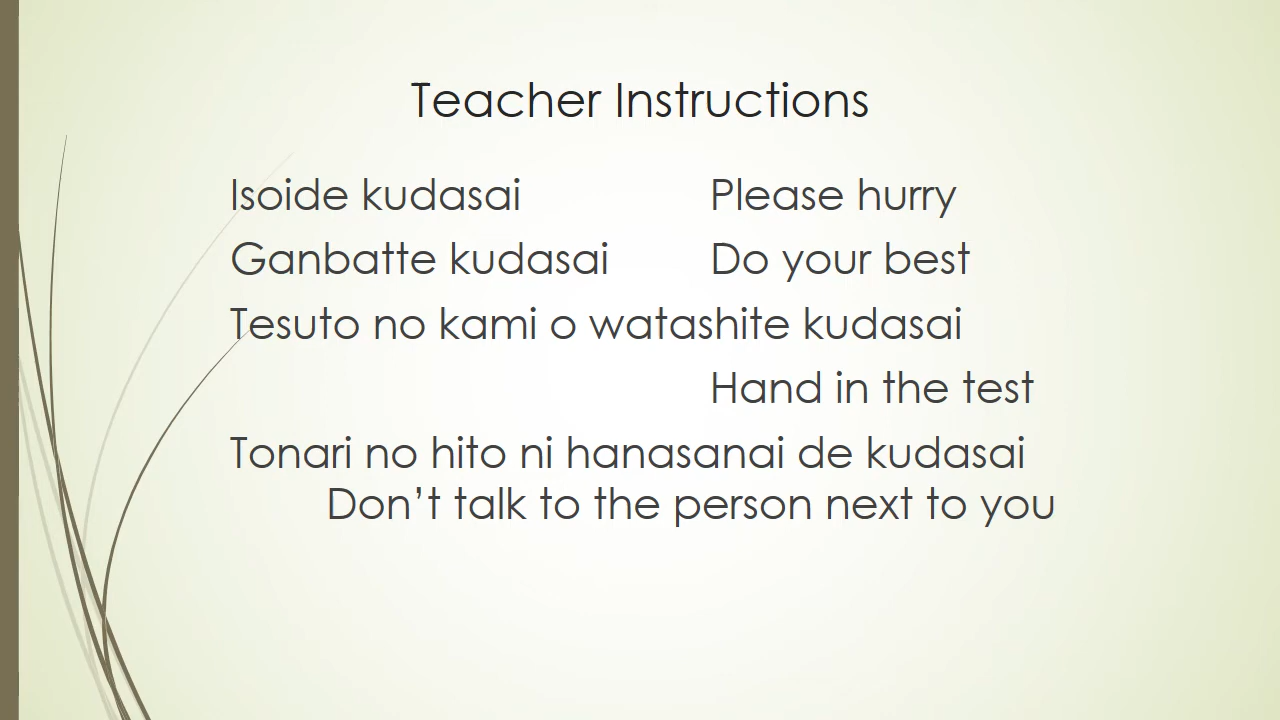 Teacher Instructions
Isoide kudasai Please hurry
Ganbatte kudasai Do your best
Tesuto no kami o watashite kudasai
Hand in the test
Tonari no hito ni hanasanai de kudasai
Don't talk to the person next to you